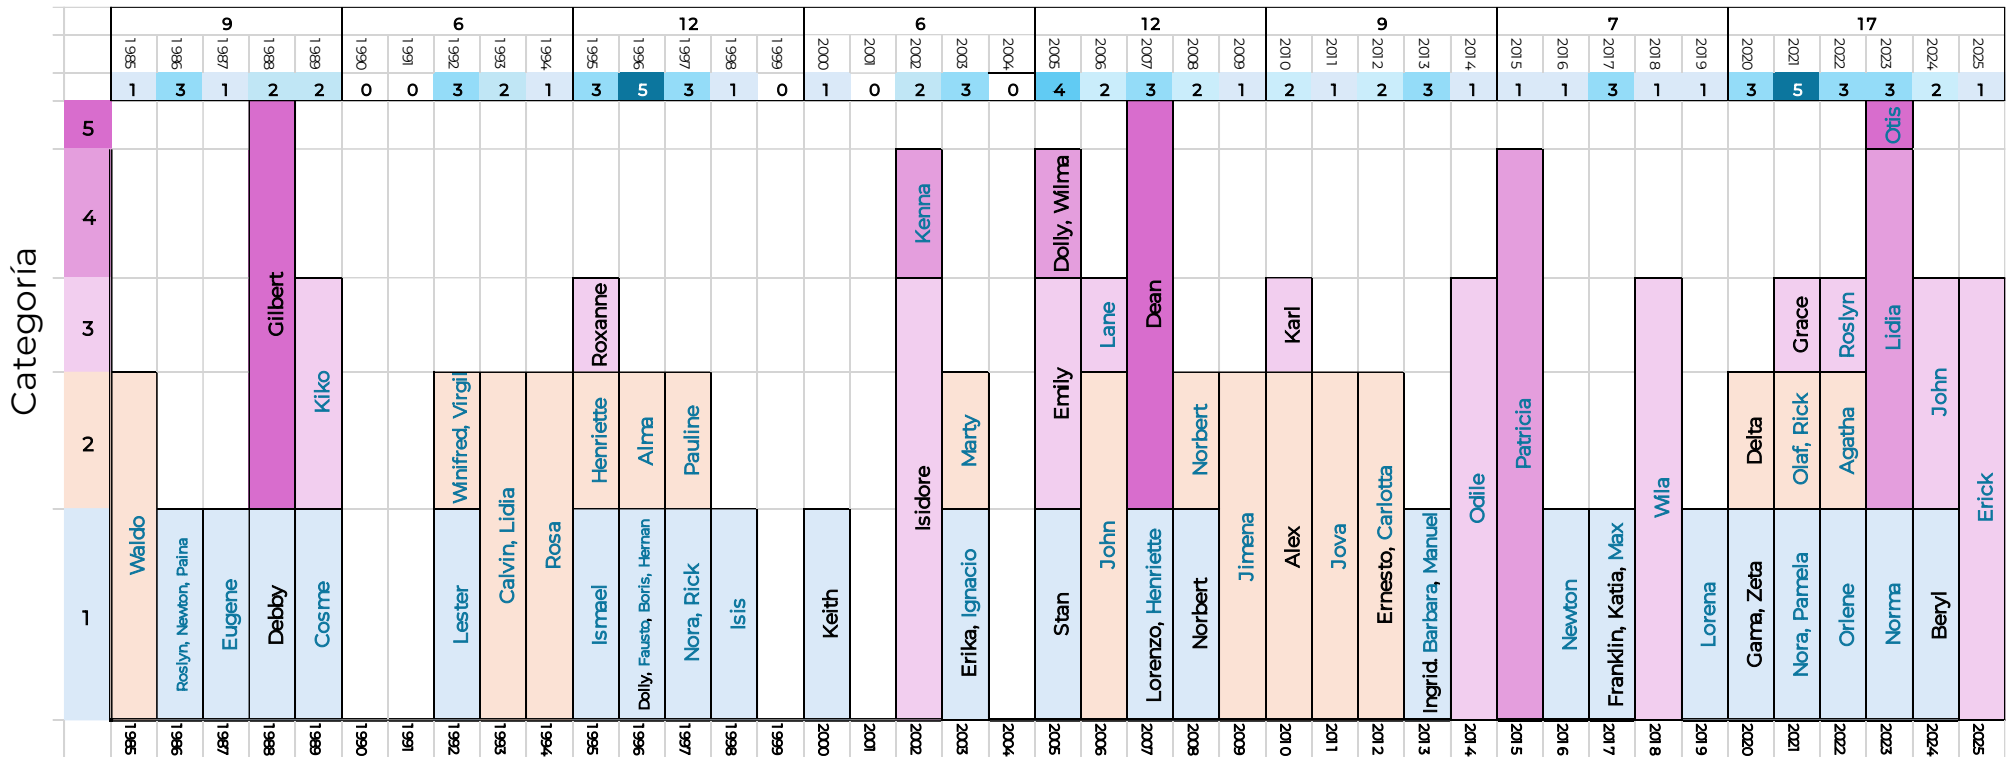 9 6 12 6 12 9 7 17
1985 1986 1987 1988 1989 1990 1991 1992 1993 1994 1995 1996 1997 1998 1999 2000 2001 2002 2003 2004 2005 2006 2007 2008 2009 2010 2011 2012 2013 2014 2015 2016 2017 2018 2019 2020 2021 2022 2023 2024 2025
1 3 1 2 2 0 0 3 2 1 3 5 3 1 0 1 0 2 3 0 4 2 3 2 1 2 1 2 3 1 1 1 3 1 1 3 5 3 3 2 1
Categoría
5
4
3
2
1
Waldo
Roslyn, Newton, Paina
Eugene
Gilbert
Debby
Kiko
Cosme
Winifred, Virgil
Lester
Calvin, Lidia
Rosa
Roxanne
Henriette
Ismael
Alma
Dolly, Fausto, Boris, Hernan
Pauline
Nora, Rick
Isis
Keith
Kenna
Isidore
Marty
Erika, Ignacio
Dolly, Wilma
Emily
Stan
Lane
John
Dean
Lorenzo, Henriette
Norbert
Norbert
Jimena
Karl
Alex
Jova
Ernesto, Carlotta
Ingrid. Barbara, Manuel
Odile
Patricia
Newton
Franklin, Katia, Max
Wila
Lorena
Delta
Gama, Zeta
Grace
Olaf, Rick
Nora, Pamela
Roslyn
Agatha
Orlene
Otis
Lidia
Norma
John
Beryl
Erick
1985 1986 1987 1988 1989 1990 1991 1992 1993 1994 1995 1996 1997 1998 1999 2000 2001 2002 2003 2004 2005 2006 2007 2008 2009 2010 2011 2012 2013 2014 2015 2016 2017 2018 2019 2020 2021 2022 2023 2024 2025